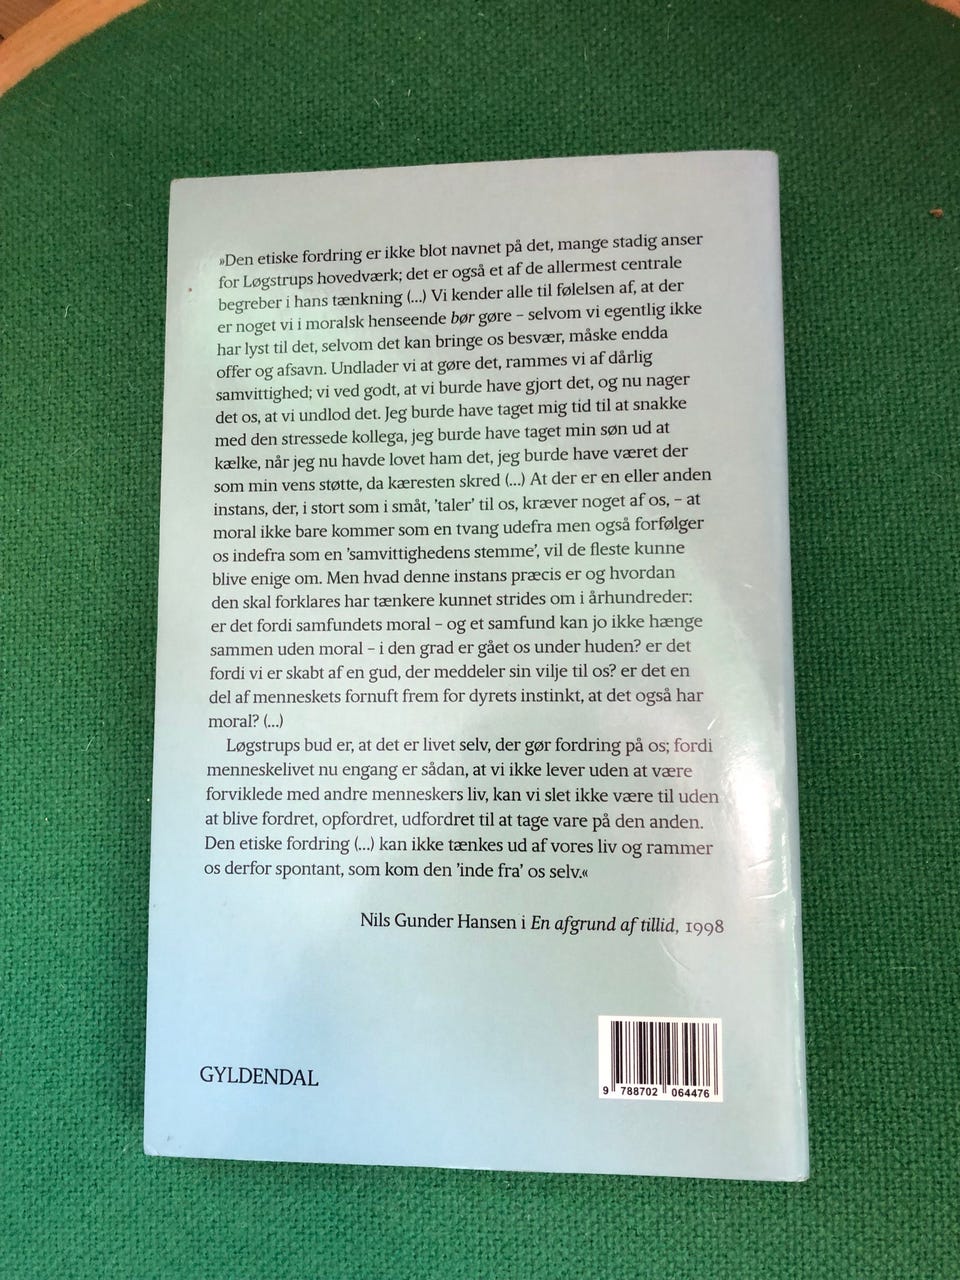 »Den etiske fordring er ikke blot navnet på det, mange stadig anser
for Løgstrups hovedværk; det er også et af de allermest centrale
begreber i hans tænkning (...) Vi kender alle til følelsen af, at der
er noget vi i moralsk henseende bør gøre – selvom vi egentlig ikke
har lyst til det, selvom det kan bringe os besvær, måske endda
offer og afsavn. Undlader vi at gøre det, rammes vi af dårlig
samvittighed; vi ved godt, at vi burde have gjort det, og nu nager
det os, at vi undlod det. Jeg burde have taget mig tid til at snakke
med den stressede kollega, jeg burde have taget min søn ud at
kælke, når jeg nu havde lovet ham det, jeg burde have været der
som min vens støtte, da kæresten skred (...) At der er en eller anden
instans, der, i stort som i småt, ’taler’ til os, kræver noget af os, – at
moral ikke bare kommer som en tvang udefra men også forfølger
os indefra som en ’samvittighedens stemme’, vil de fleste kunne
blive enige om. Men hvad denne instans præcis er og hvordan
den skal forklares har tænkere kunnet strides om i århundreder:
er det fordi samfundets moral – og et samfund kan jo ikke hænge
sammen uden moral – i den grad er gået os under huden? er det
fordi vi er skabt af en gud, der meddeler sin vilje til os? er det en
del af menneskets fornuft frem for dyrets instinkt, at det også har
moral? (...)
Løgstrups bud er, at det er livet selv, der gør fordring på os; fordi
menneskelivet nu engang er sådan, at vi ikke lever uden at være
forviklede med andre menneskers liv, kan vi slet ikke være til uden
at blive fordret, opfordret, udfordret til at tage vare på den anden.
Den etiske fordring (...) kan ikke tænkes ud af vores liv og rammer
os derfor spontant, som kom den ’inde fra’ os selv.«
Nils Gunder Hansen i En afgrund af tillid, 1998
GYLDENDAL
9 788702 064476